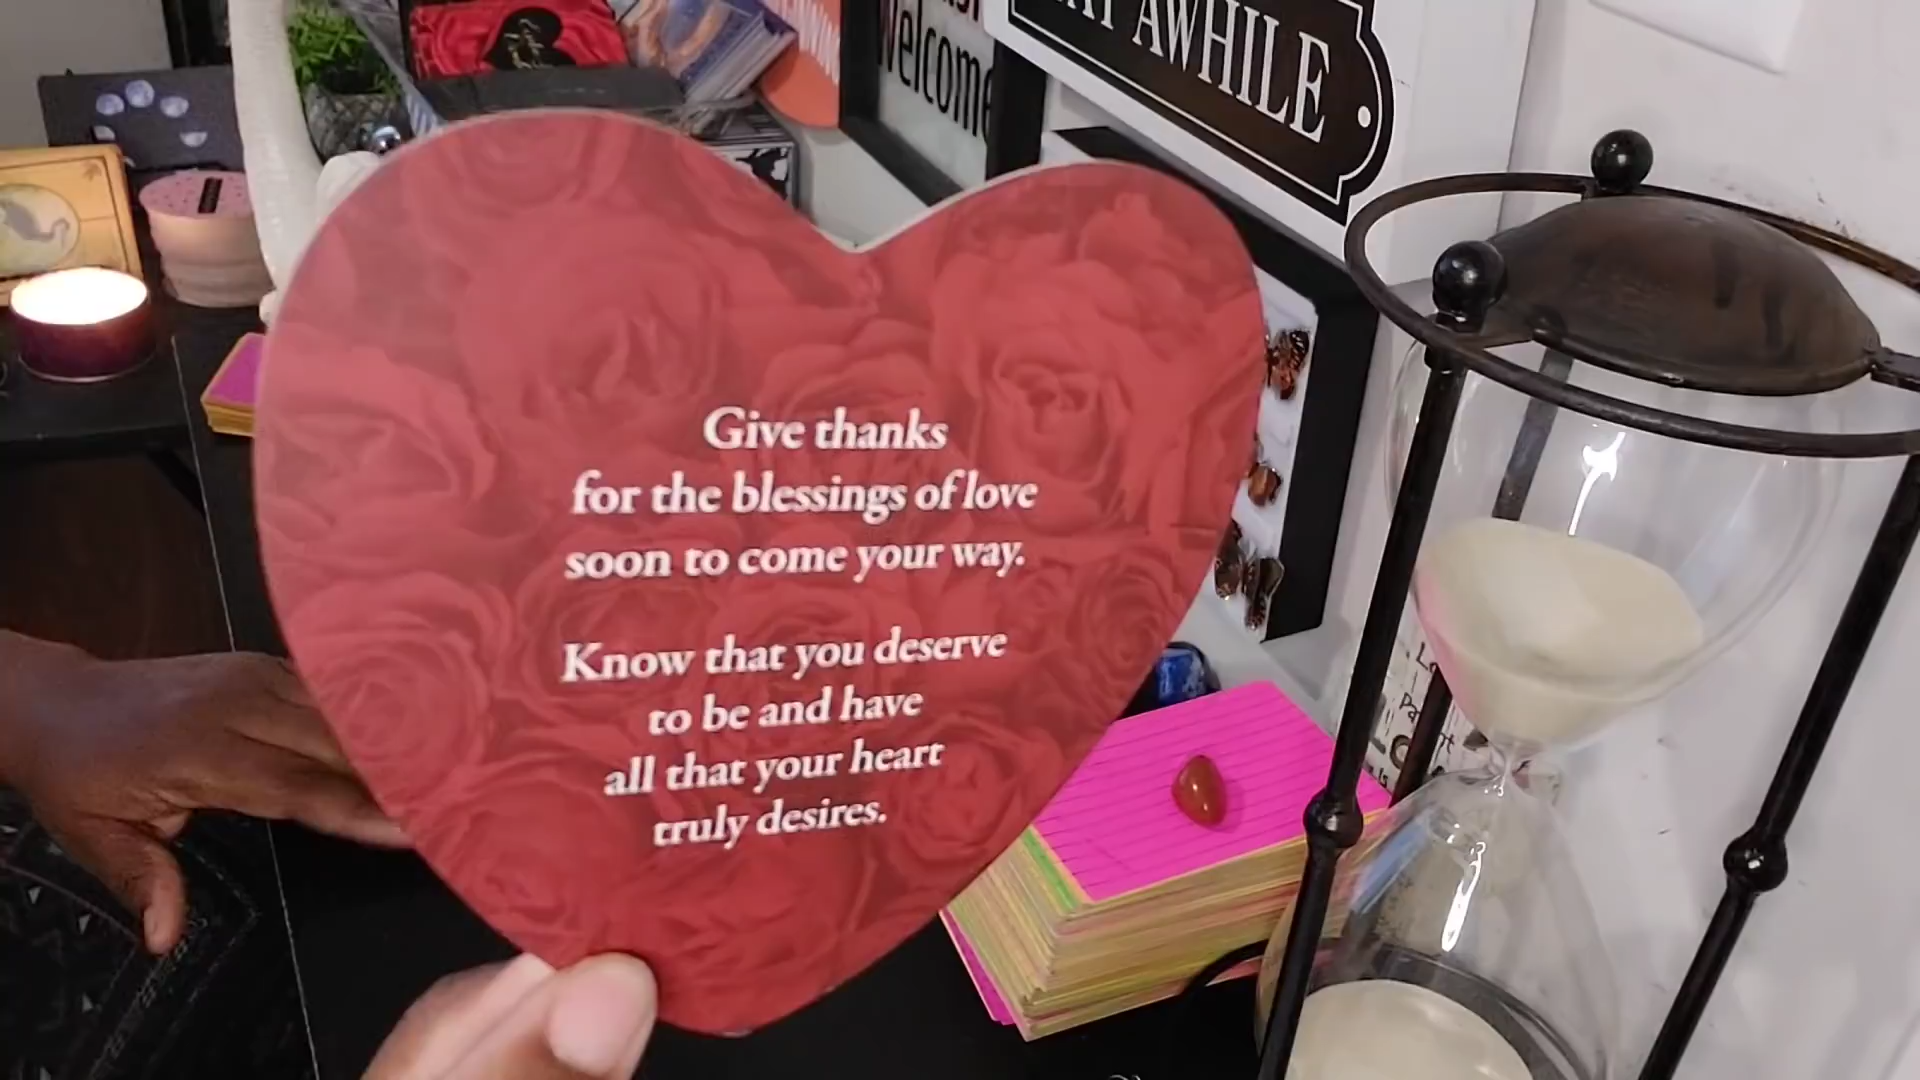 Welcome
AWHILE
Give thanks
for the blessings of love
soon to come your way.
Know that you deserve
to be and have
all that your heart
truly desires.